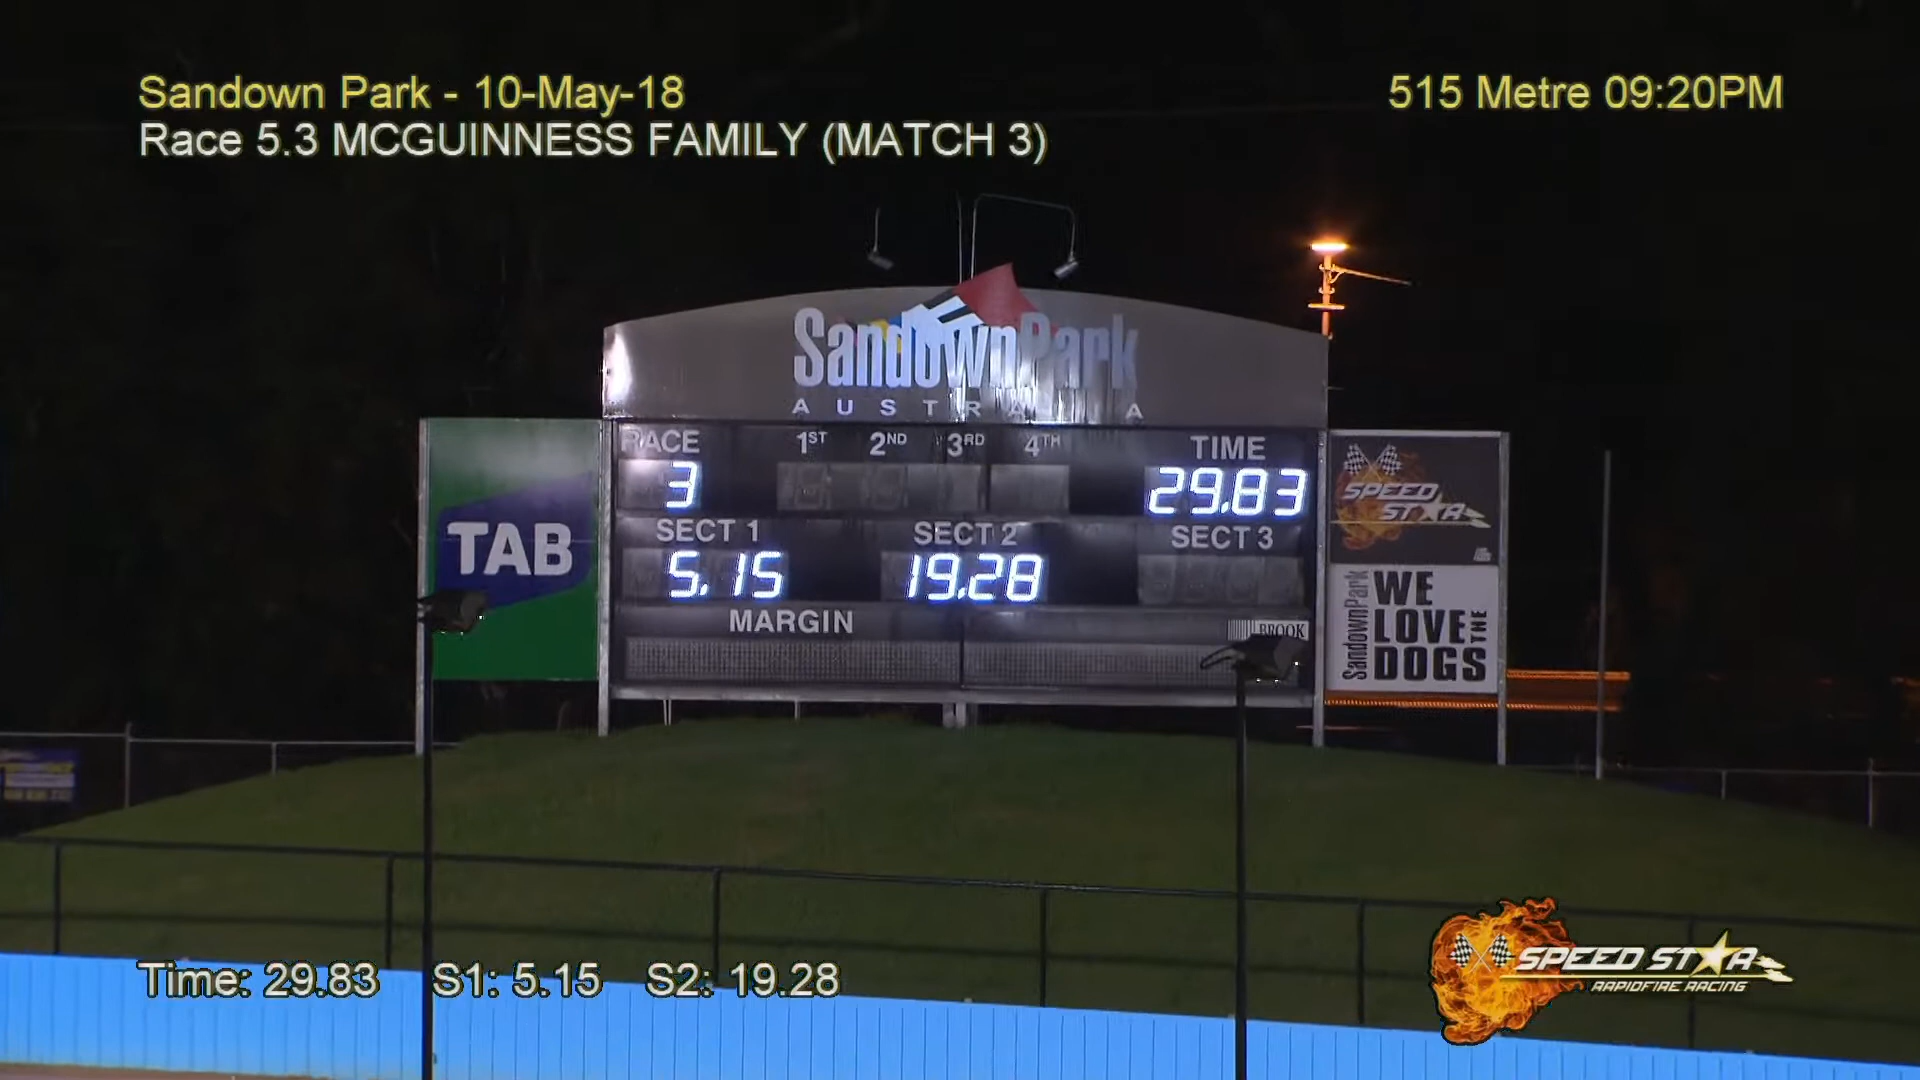 Sandown Park - 10-May-18
515 Metre 09:20PM
Race 5.3 MCGUINNESS FAMILY (MATCH 3)
SandownPark
AUSTRALIA
RACE 1ST 2ND 3RD 4TH TIME
3 29.83
SECT 1 SECT 2 SECT 3
5.15 19.28
MARGIN
BROOK
TAB
SPEED
STAR
SandownPark
WE
LOVE THE
DOGS
Time: 29.83 S1: 5.15 S2: 19.28
SPEED STAR
RAPIDFIRE RACING